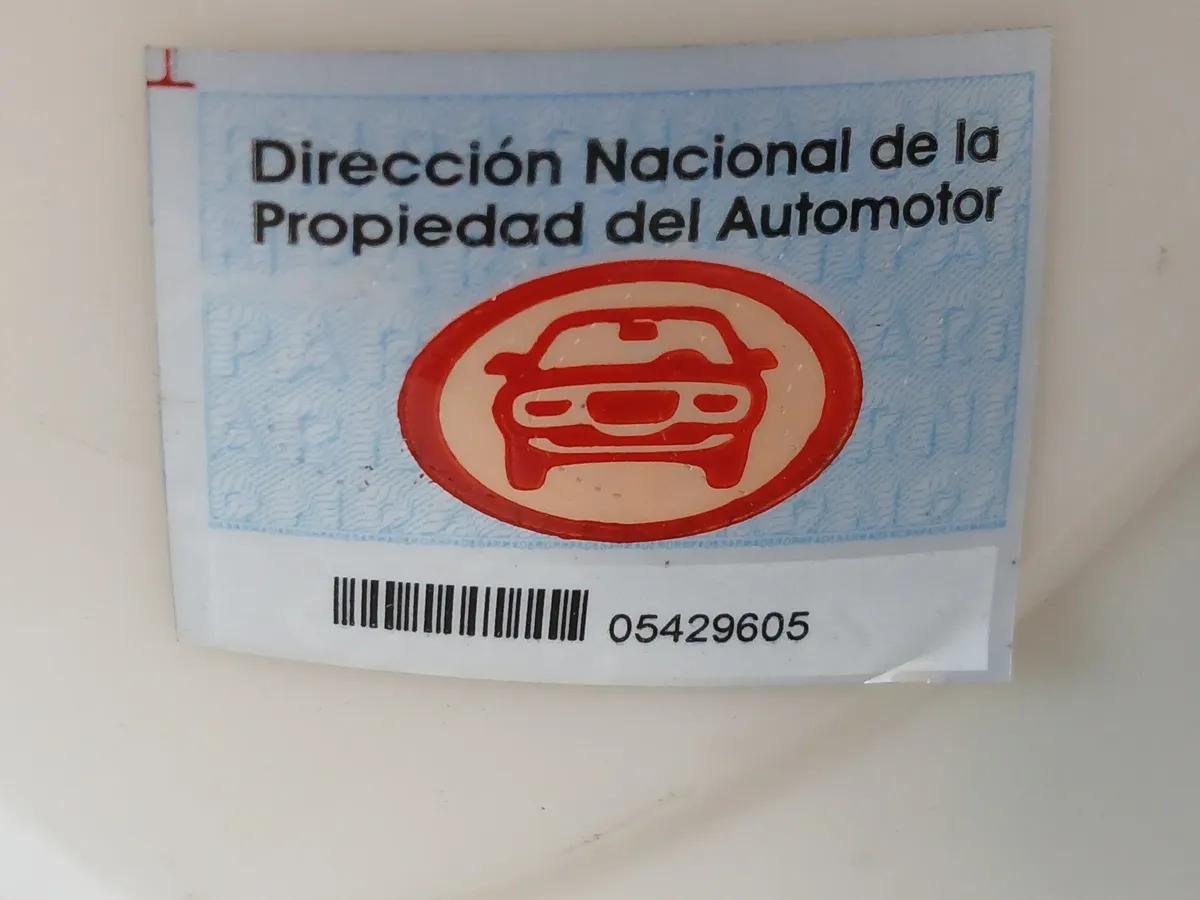 Dirección Nacional de la
Propiedad del Automotor
05429605